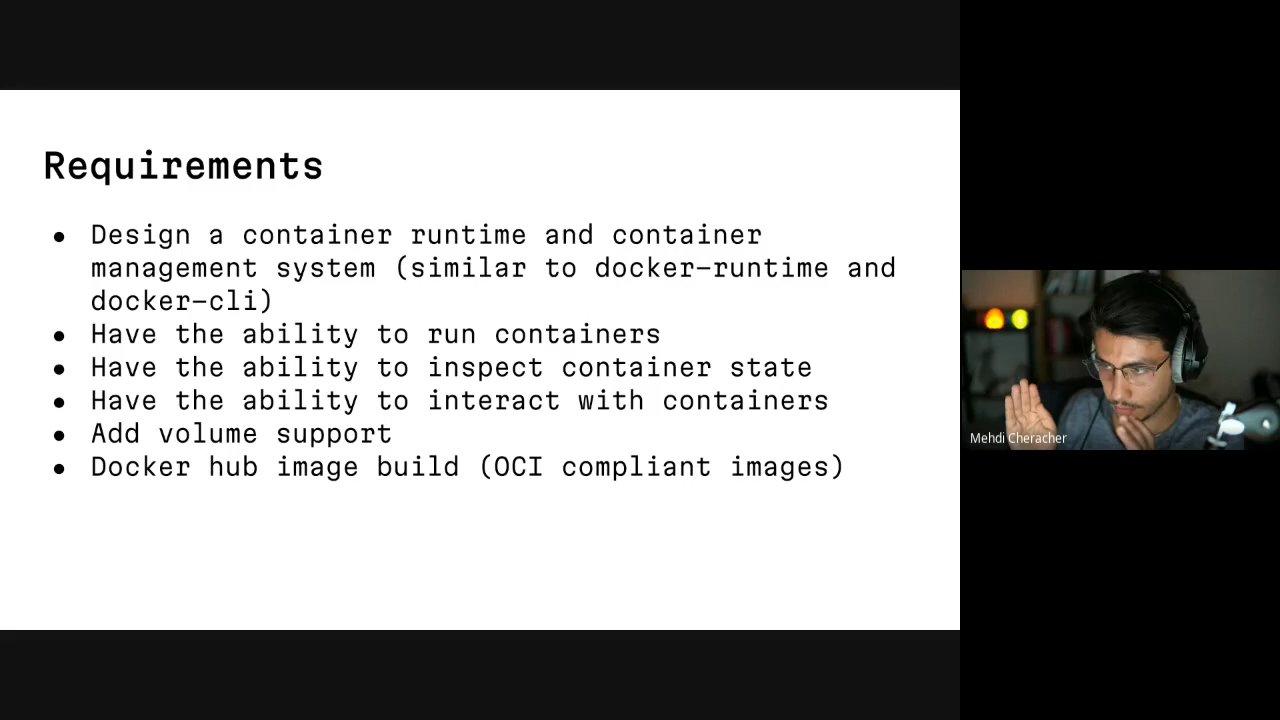 Requirements
● Design a container runtime and container
management system (similar to docker-runtime and
docker-cli)
● Have the ability to run containers
● Have the ability to inspect container state
● Have the ability to interact with containers
● Add volume support
● Docker hub image build (OCI compliant images)
Mehdi Cheracher